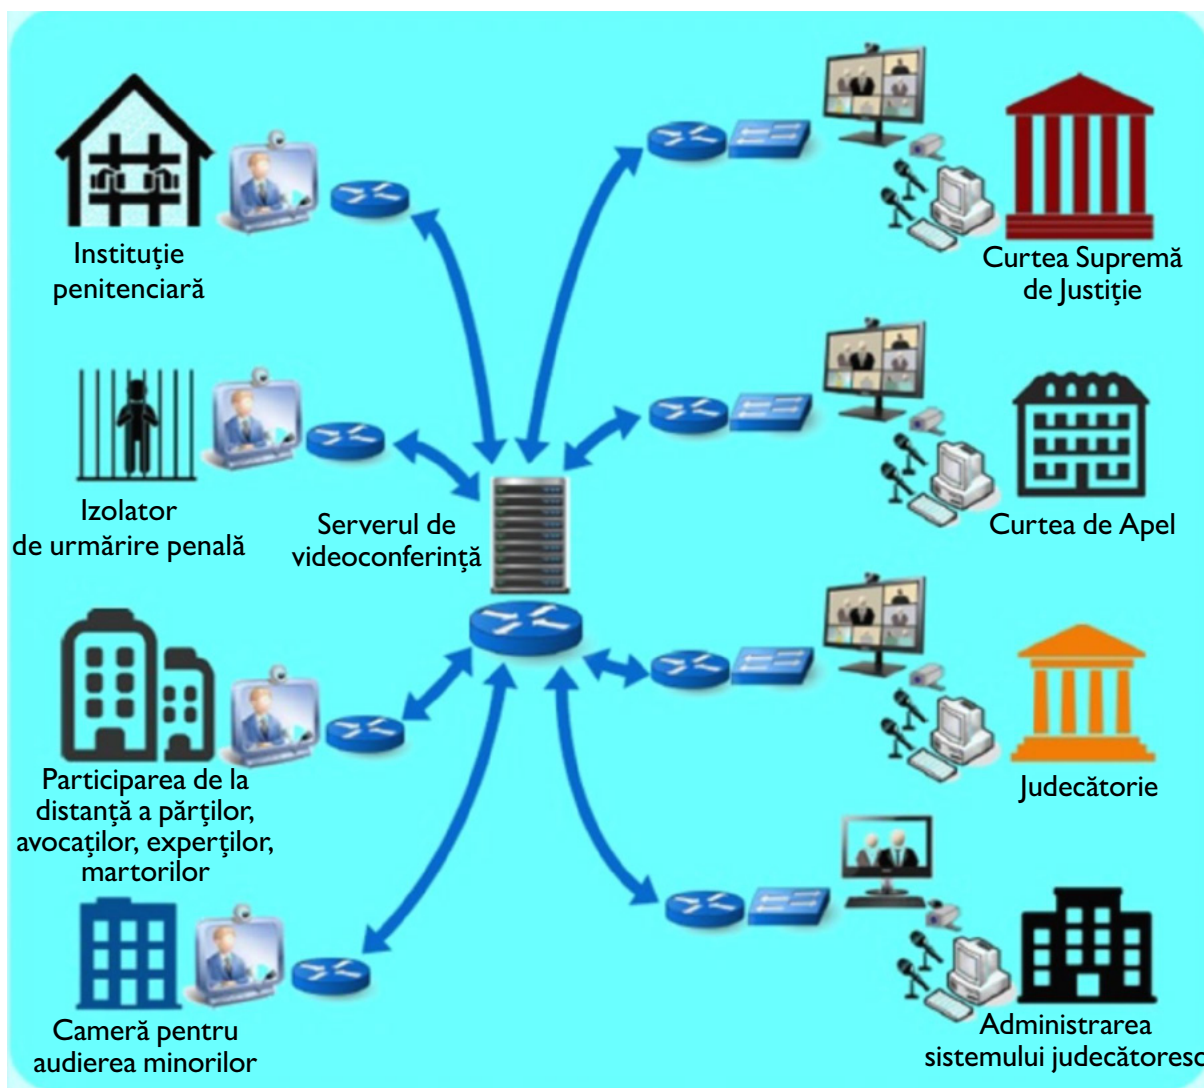 Instituție
penitenciară
Curtea Supremă
de Justiție
Izolator
de urmărire penală
Serverul de
videoconferință
Curtea de Apel
Participarea de la
distanță a părților,
avocaților, experților,
martorilor
Judecătorie
Cameră pentru
audierea minorilor
Administrarea
sistemului judecătoresc